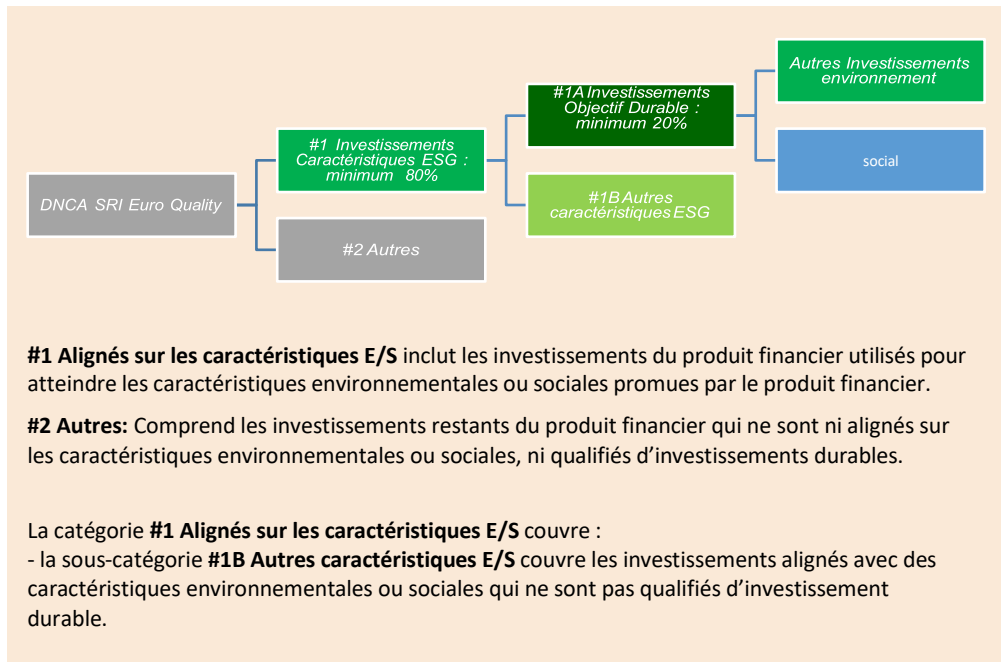 Autres Investissements
environnement
#1A Investissements
Objectif Durable :
minimum 20%
#1 Investissements
Caractéristiques ESG :
minimum 80%
social
DNCA SRI Euro Quality
#1B Autres
caractéristiques ESG
#2 Autres
#1 Alignés sur les caractéristiques E/S inclut les investissements du produit financier utilisés pour
atteindre les caractéristiques environnementales ou sociales promues par le produit financier.
#2 Autres: Comprend les investissements restants du produit financier qui ne sont ni alignés sur
les caractéristiques environnementales ou sociales, ni qualifiés d’investissements durables.
La catégorie #1 Alignés sur les caractéristiques E/S couvre :
- la sous-catégorie #1B Autres caractéristiques E/S couvre les investissements alignés avec des
caractéristiques environnementales ou sociales qui ne sont pas qualifiés d’investissement
durable.